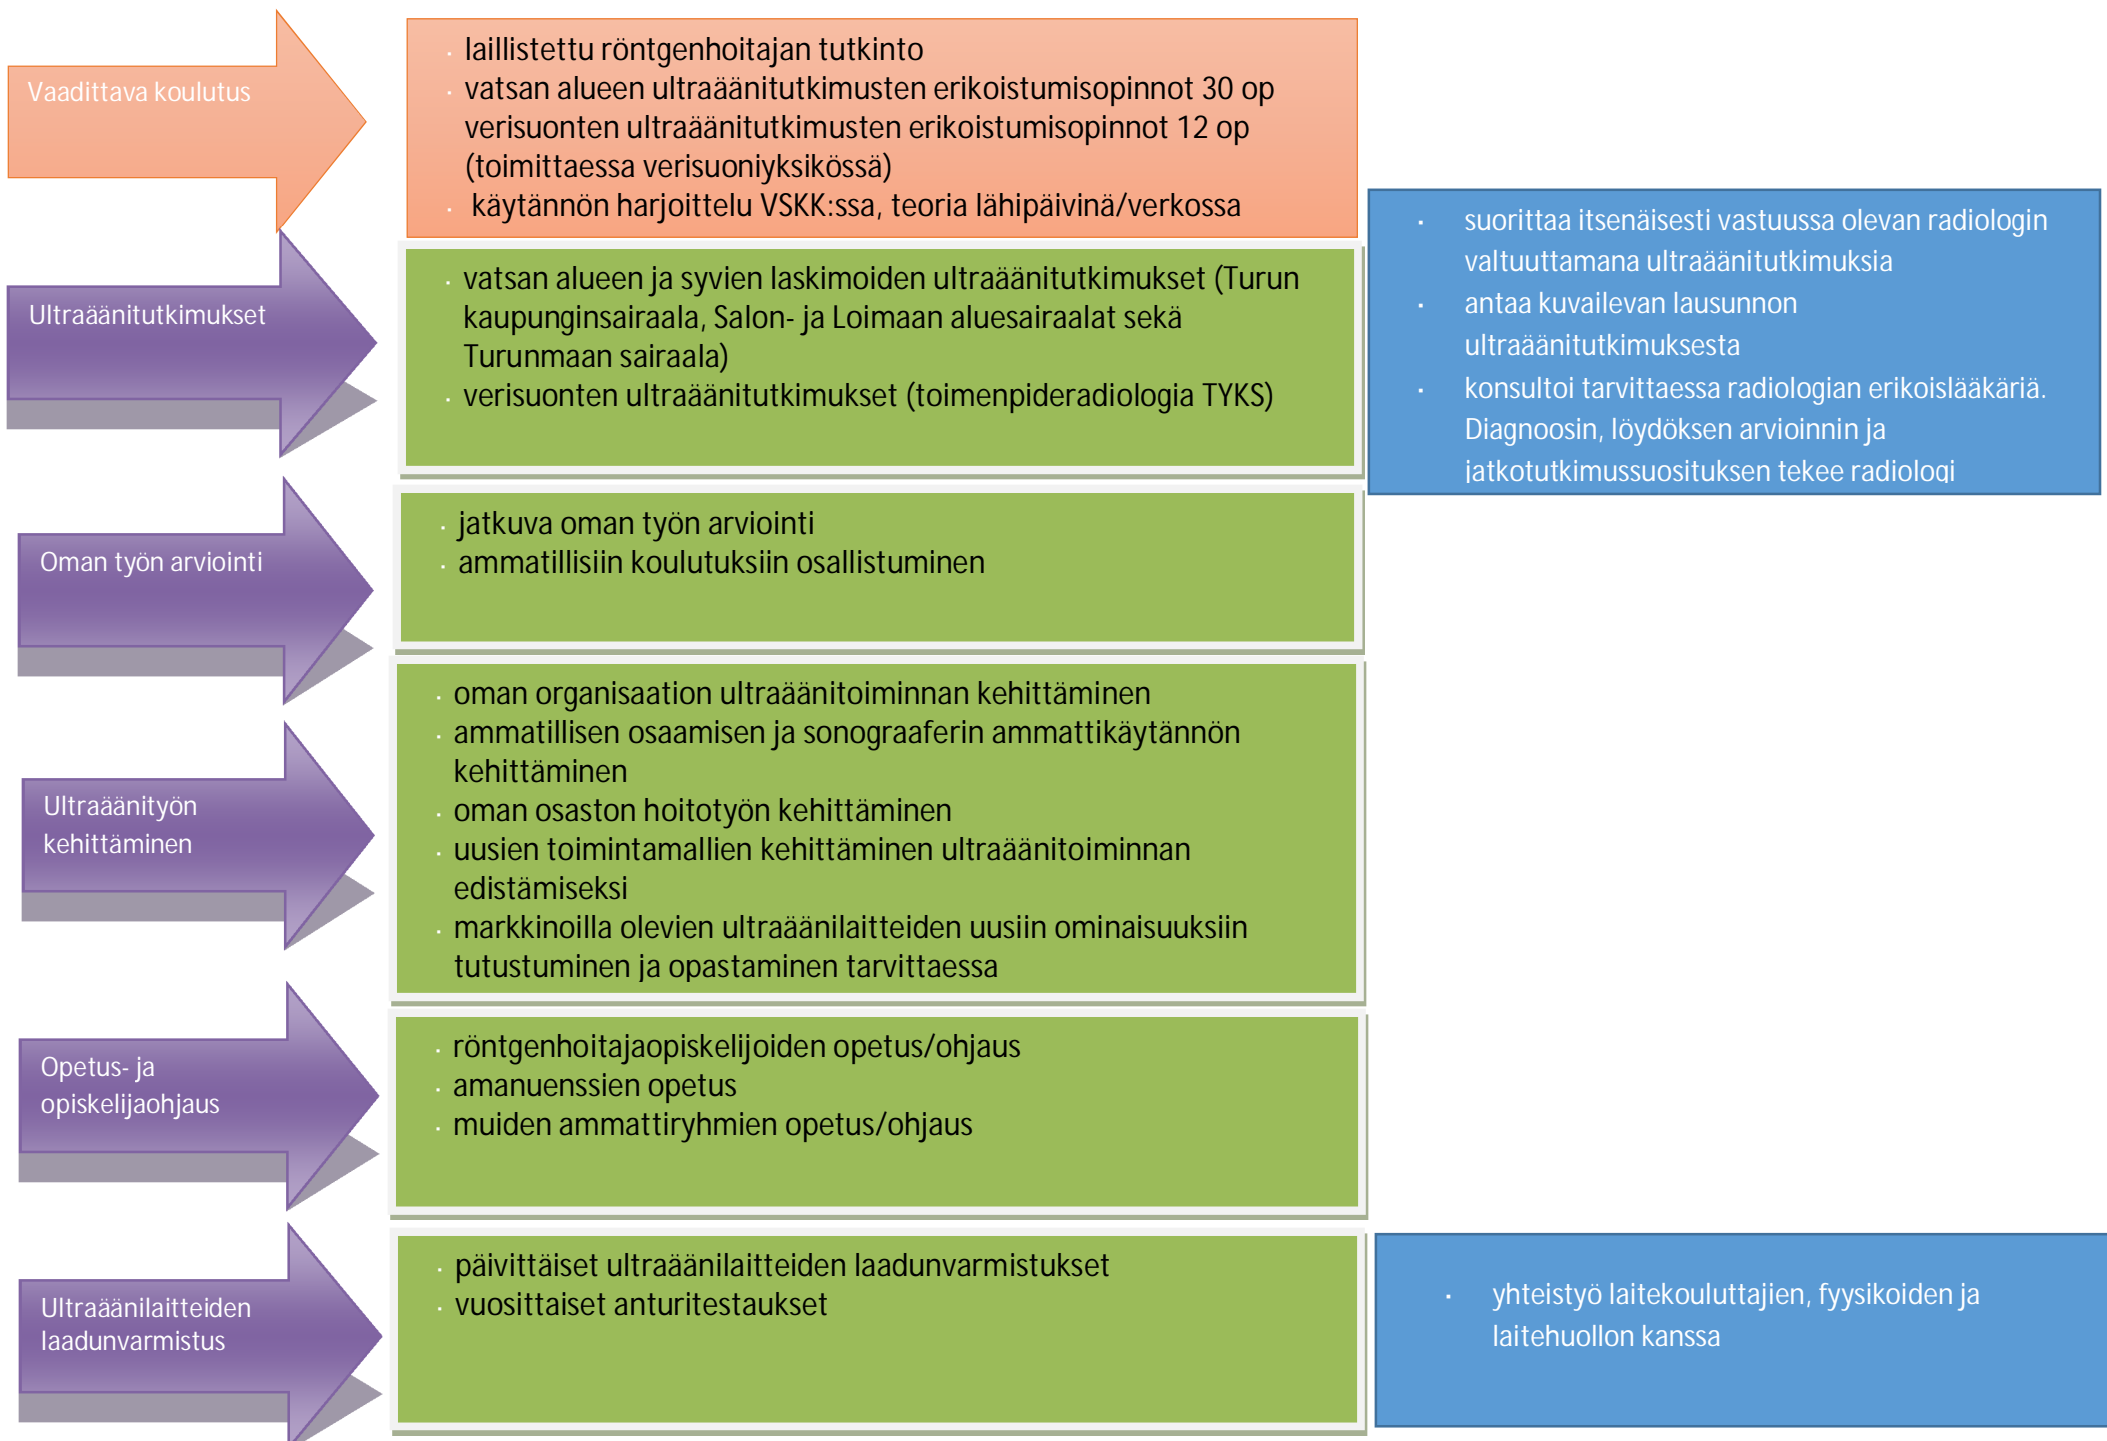 Vaadittava koulutus
· laillistettu röntgenhoitajan tutkinto
· vatsan alueen ultraäänitutkimusten erikoistumisopinnot 30 op
verisuonten ultraäänitutkimusten erikoistumisopinnot 12 op
(toimittaessa verisuoniyksikössä)
· käytännön harjoittelu VSKK:ssa, teoria lähipäivinä/verkossa
Ultraäänitutkimukset
· vatsan alueen ja syvien laskimoiden ultraäänitutkimukset (Turun
kaupunginsairaala, Salon- ja Loimaan aluesairaalat sekä
Turunmaan sairaala)
· verisuonten ultraäänitutkimukset (toimenpideradiologia TYKS)
· suorittaa itsenäisesti vastuussa olevan radiologin
valtuuttamana ultraäänitutkimuksia
· antaa kuvailevan lausunnon
ultraäänitutkimuksesta
· konsultoi tarvittaessa radiologian erikoislääkäriä.
Diagnoosin, löydöksen arvioinnin ja
jatkotutkimussuosituksen tekee radiologi
Oman työn arviointi
· jatkuva oman työn arviointi
· ammatillisiin koulutuksiin osallistuminen
Ultraäänityön
kehittäminen
· oman organisaation ultraäänitoiminnan kehittäminen
· ammatillisen osaamisen ja sonograaferin ammattikäytännön
kehittäminen
· oman osaston hoitotyön kehittäminen
· uusien toimintamallien kehittäminen ultraäänitoiminnan
edistämiseksi
· markkinoilla olevien ultraäänilaitteiden uusiin ominaisuuksiin
tutustuminen ja opastaminen tarvittaessa
Opetus- ja
opiskelijaohjaus
· röntgenhoitajaopiskelijoiden opetus/ohjaus
· amanuenssien opetus
· muiden ammattiryhmien opetus/ohjaus
Ultraäänilaitteiden
laadunvarmistus
· päivittäiset ultraäänilaitteiden laadunvarmistukset
· vuosittaiset anturitestaukset
· yhteistyö laitekouluttajien, fyysikoiden ja
laitehuollon kanssa